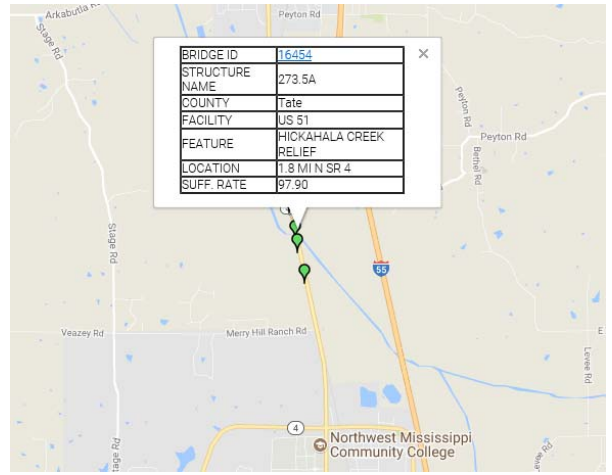 Arkabutla
Peyton Rd
Stage Rd
BRIDGE ID 16454
STRUCTURE
NAME 273.5A
COUNTY Tate
FACILITY US 51
FEATURE HICKAHALA CREEK
RELIEF
LOCATION 1.8 MI N SR 4
SUFF. RATE 97.90
Peyton Rd
Peyton Rd
Bethel Rd
Stage Rd
55
Veazey Rd
Merry Hill Ranch Rd
E
Levee Rd
4
Northwest Mississippi
Community College
tage Rd
Rd